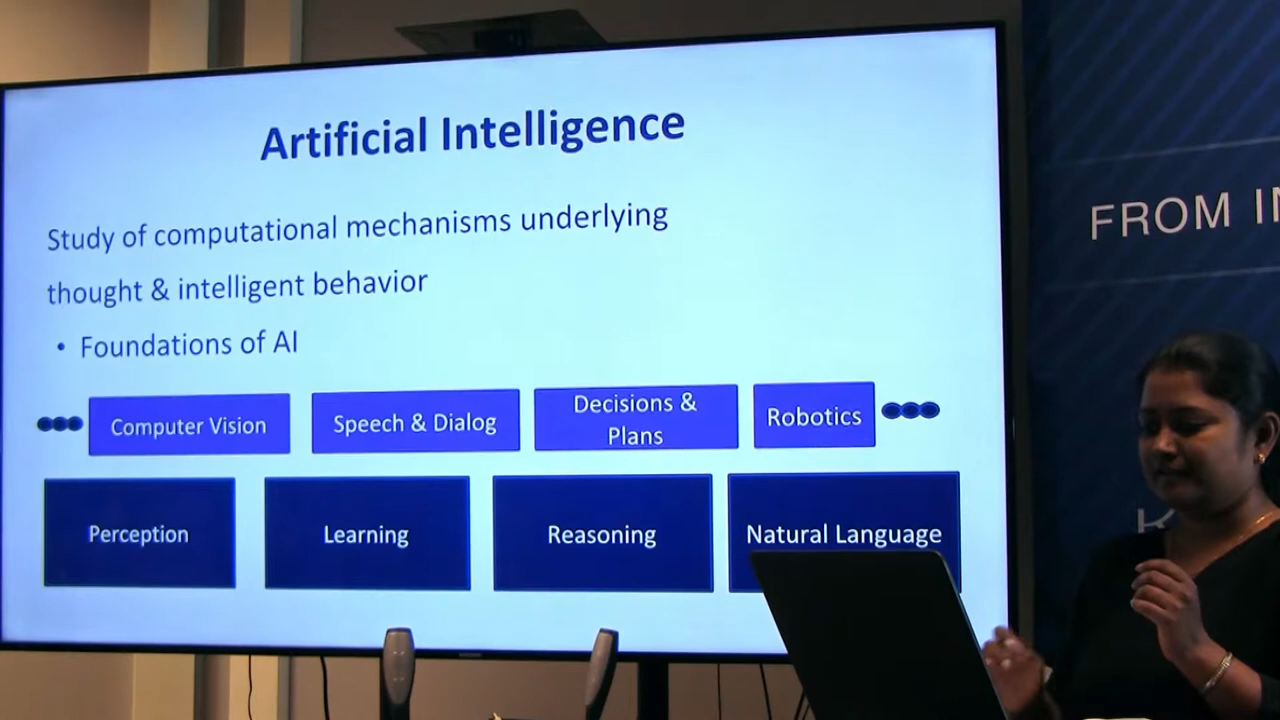 Artificial Intelligence
Study of computational mechanisms underlying
thought & intelligent behavior
• Foundations of AI
Computer Vision
Speech & Dialog
Decisions &
Plans
Robotics
Perception
Learning
Reasoning
Natural Language
FROM